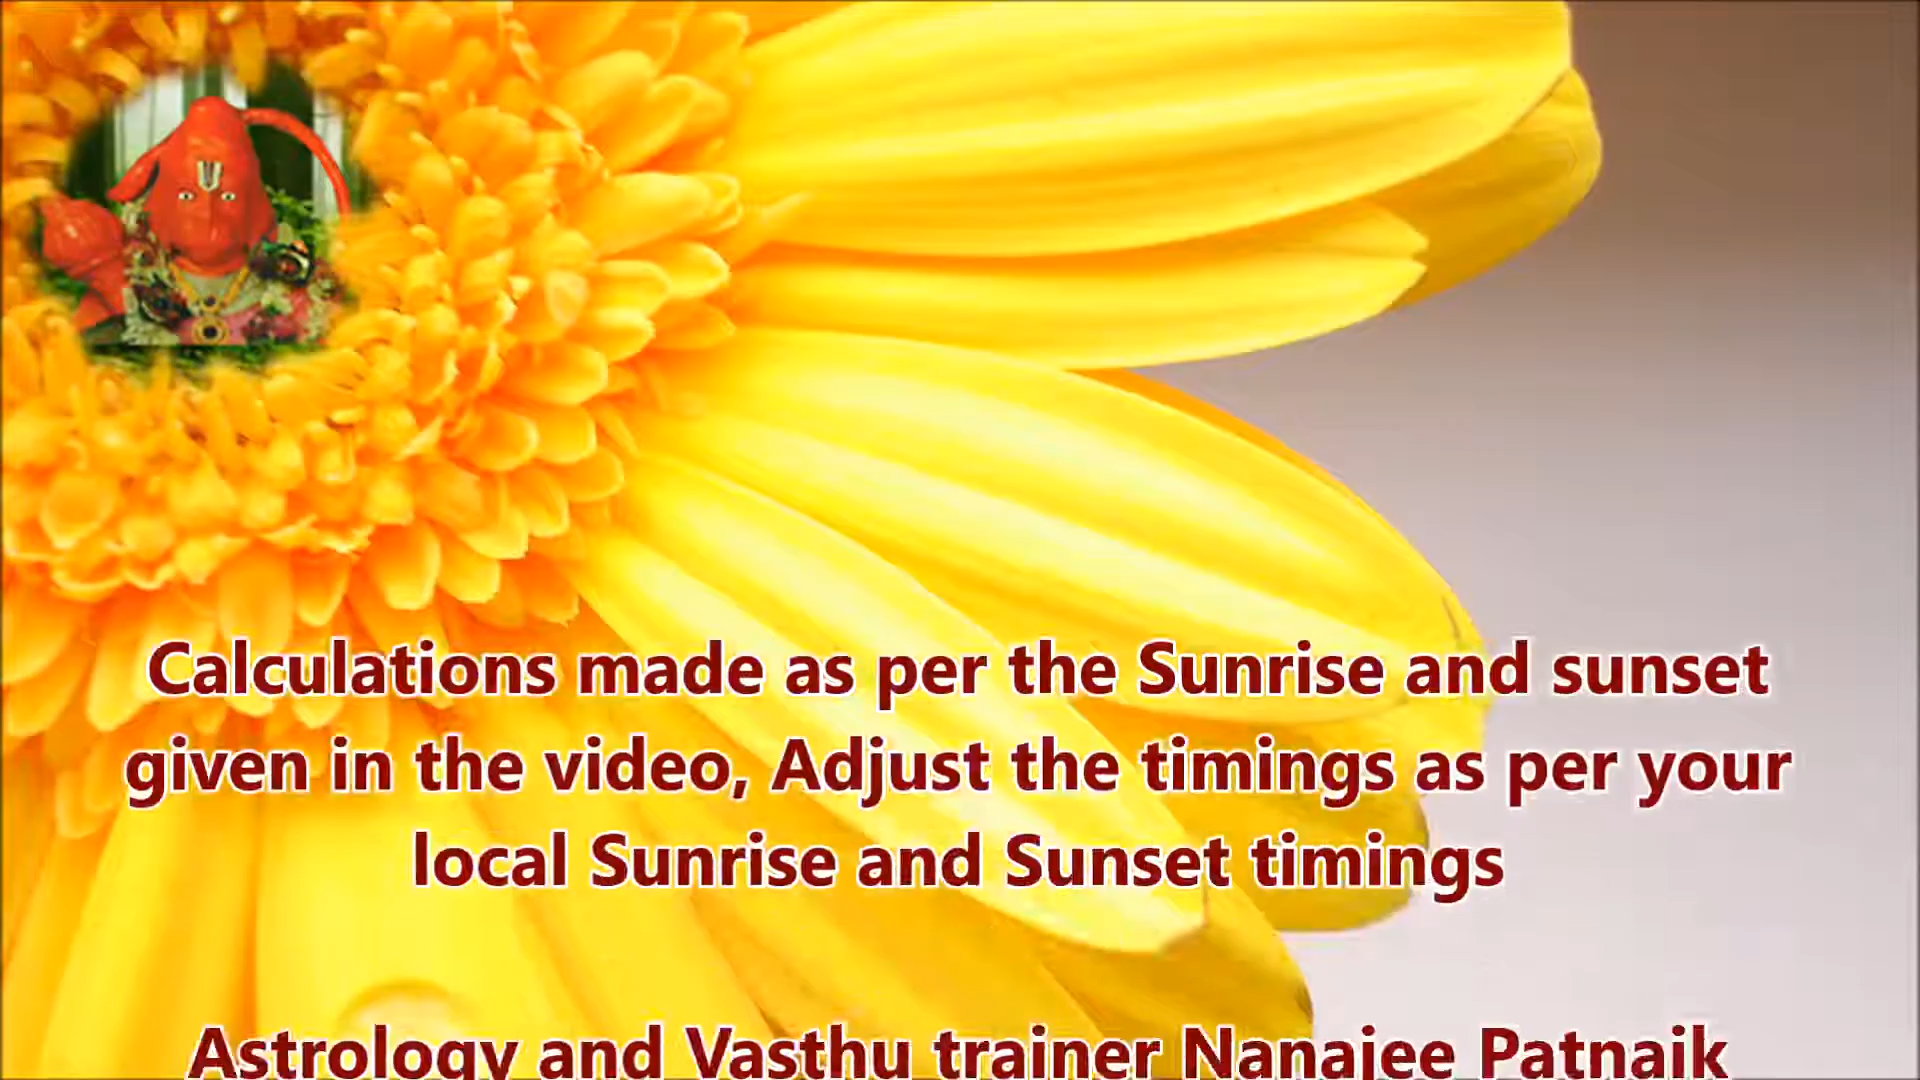 Calculations made as per the Sunrise and sunset
given in the video, Adjust the timings as per your
local Sunrise and Sunset timings
Astrology and Vasthu trainer Nanajee Patnaik